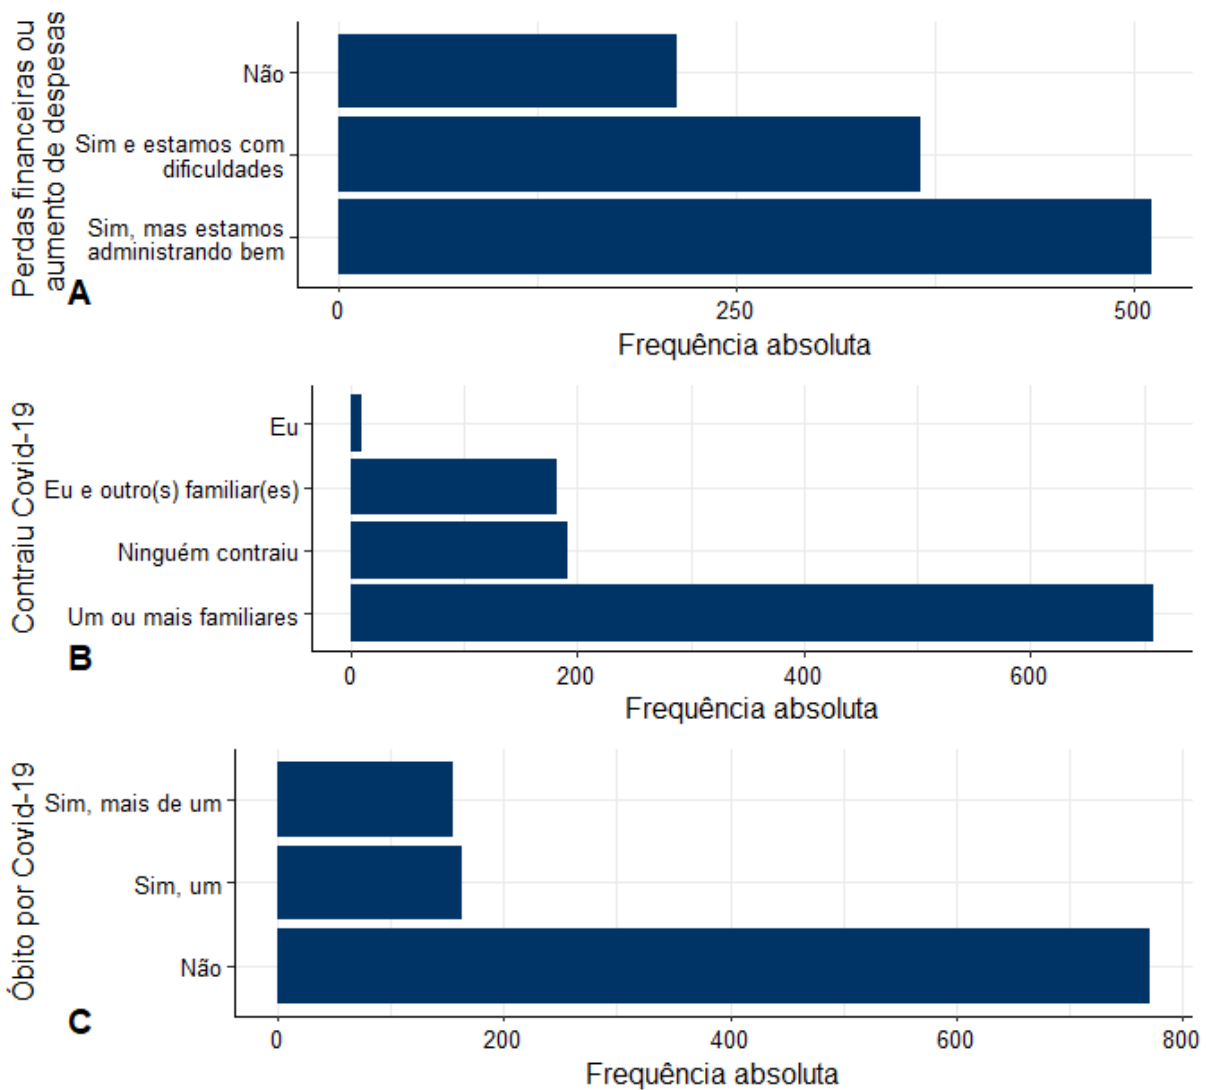 Perdas financeiras ou
aumento de despesas
Não
Sim e estamos com
dificuldades
Sim, mas estamos
administrando bem
A
0 250 500
Frequência absoluta
Contraiu Covid-19
Eu
Eu e outro(s) familiar(es)
Ninguém contraiu
Um ou mais familiares
B
0 200 400 600
Frequência absoluta
Óbito por Covid-19
Sim, mais de um
Sim, um
Não
C
0 200 400 600 800
Frequência absoluta